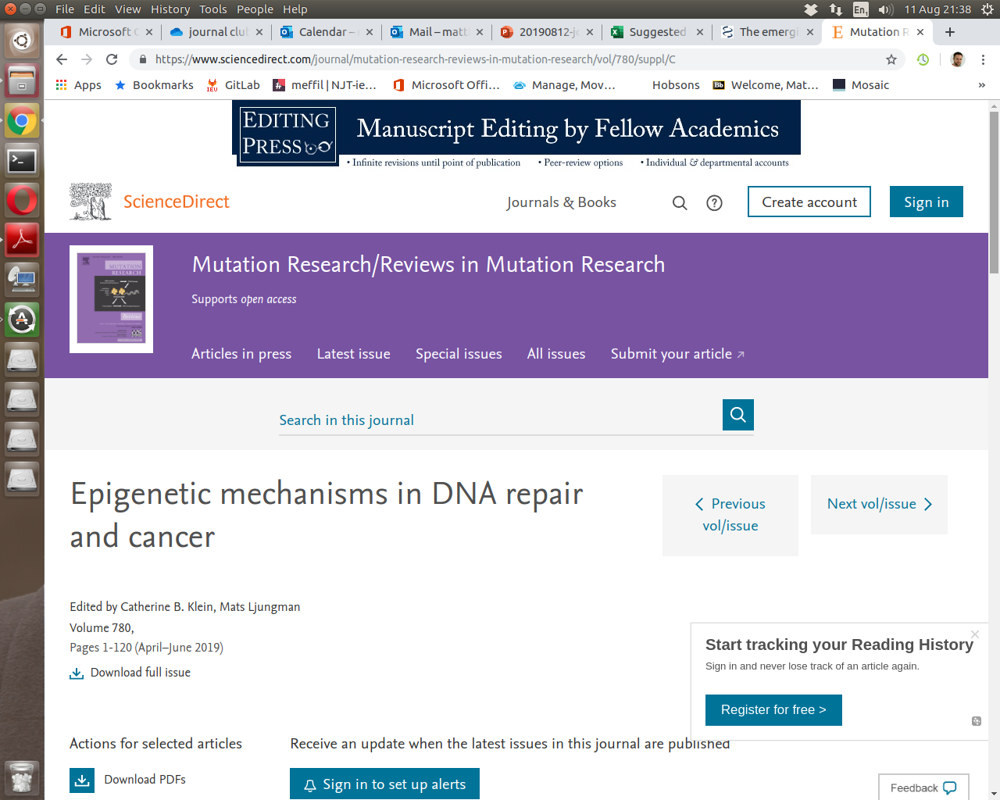 File Edit View History Tools People Help
En1 11 Aug 21:38
Microsoft O journal club Calendar – Mail – matt 20190812-jo Suggested The emergi Mutation R
https://www.sciencedirect.com/journal/mutation-research-reviews-in-mutation-research/vol/780/suppl/C
Apps Bookmarks GitLab meffil | NJT-ie... Microsoft Offi... Manage, Mov... Hobsons Welcome, Mat... Mosaic »
EDITING PRESS
Manuscript Editing by Fellow Academics
• Infinite revisions until point of publication • Peer-review options • Individual & departmental accounts
ScienceDirect
Journals & Books
Create account
Sign in
MUTATION RESEARCH
Reviews
Mutation Research/Reviews in Mutation Research
Supports open access
Articles in press Latest issue Special issues All issues Submit your article
Search in this journal
Epigenetic mechanisms in DNA repair
and cancer
Previous
vol/issue
Next vol/issue
Edited by Catherine B. Klein, Mats Ljungman
Volume 780,
Pages 1-120 (April–June 2019)
Download full issue
Start tracking your Reading History
Sign in and never lose track of an article again.
Register for free >
Actions for selected articles
Receive an update when the latest issues in this journal are published
Download PDFs
Sign in to set up alerts
Feedback